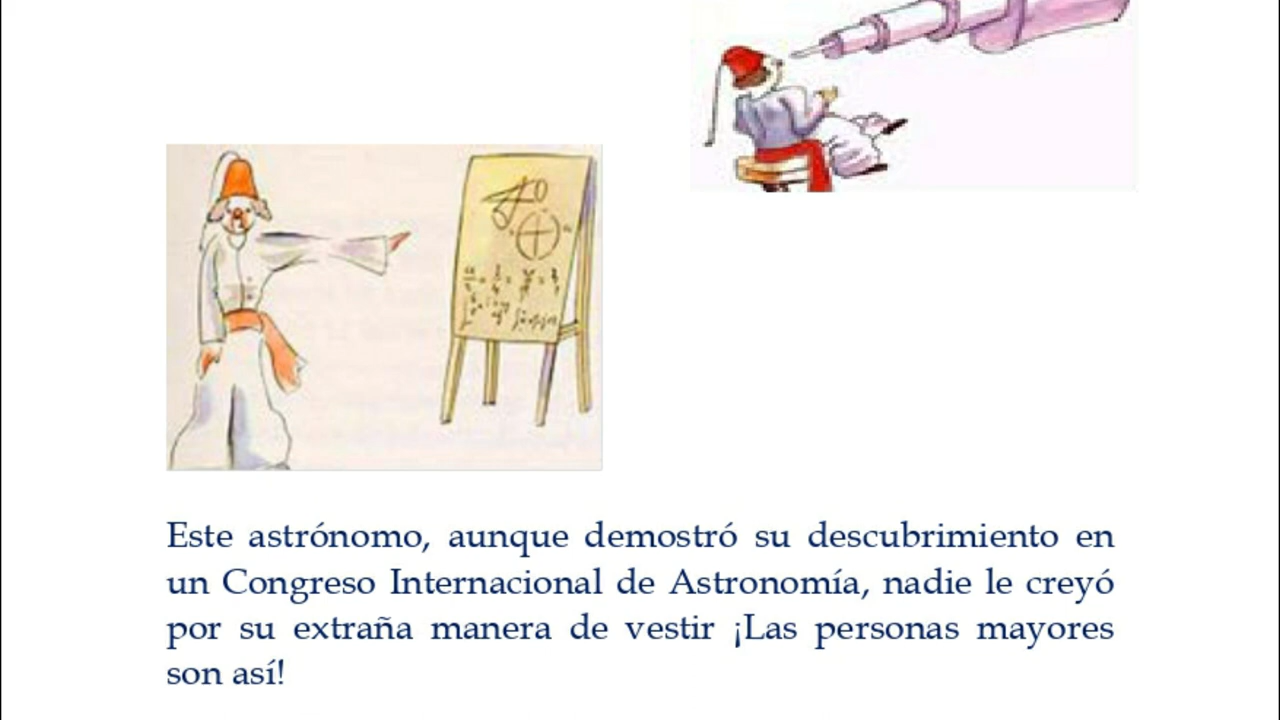 Este astrónomo, aunque demostró su descubrimiento en
un Congreso Internacional de Astronomía, nadie le creyó
por su extraña manera de vestir ¡Las personas mayores
son así!